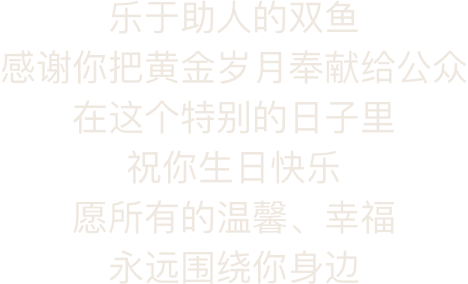 乐于助人的双鱼
感谢你把黄金岁月奉献给公众
在这个特别的日子里
祝你生日快乐
愿所有的温馨、幸福
永远围绕你身边